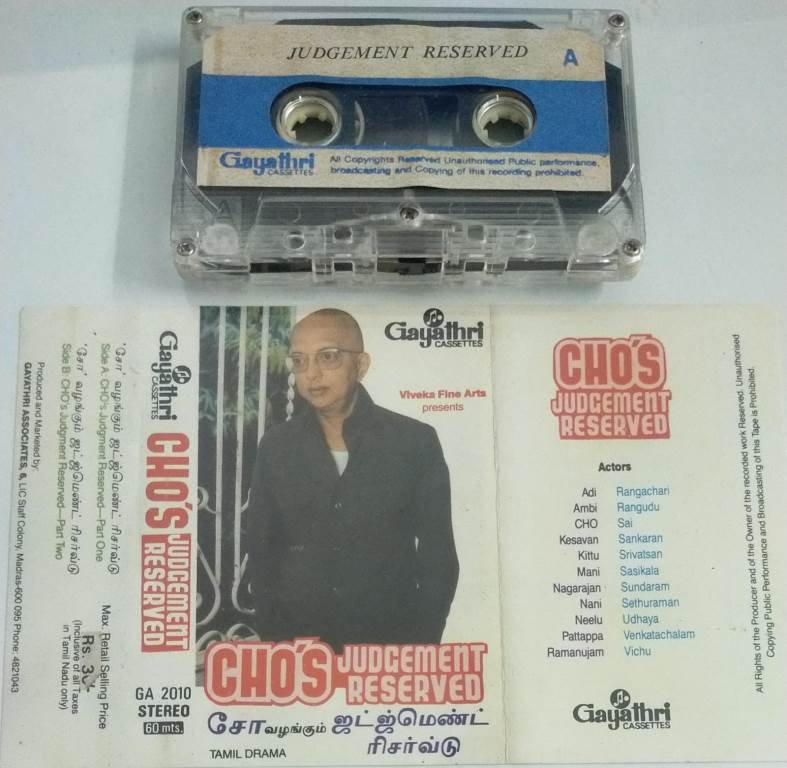 JUDGEMENT RESERVED
A
Gayathri
CASSETTES
All Copyrights Reserved Unauthorised Public performance,
broadcasting and Copying of this recording prohibited.
Produced and Marketed by:
GAYATHRI ASSOCIATES, 6, LIC Staff Colony, Madras-600 095 Phone: 4821043
'சோ' வழங்கும் ஜட்ஜ்மெண்ட் ரிசர்வ்டு
Side A: CHO's Judgment Reserved—Part One
'சோ' வழங்கும் ஜட்ஜ்மெண்ட் ரிசர்வ்டு
Side B: CHO's Judgment Reserved—Part Two
Max. Retail Selling Price
Rs
(Inclusive of all Taxes
in Tamil Nadu only)
Gayathri
CASSETTES
CHO'S JUDGEMENT
RESERVED
GA 2010
STEREO
60 mts.
Gayathri
CASSETTES
Viveka Fine Arts
presents
CHO'S JUDGEMENT
RESERVED
சோ வழங்கும் ஜட்ஜ்மெண்ட்
ரிசர்வ்டு
TAMIL DRAMA
CHO'S
JUDGEMENT
RESERVED
Actors
Adi Rangachari
Ambi Rangudu
CHO Sai
Kesavan Sankaran
Kittu Srivatsan
Mani Sasikala
Nagarajan Sundaram
Nani Sethuraman
Neelu Udhaya
Pattappa Venkatachalam
Ramanujam Vichu
Gayathri
CASSETTES
All Rights of the Producer and of the Owner of the recorded work Reserved. Unauthorised
Copying Public Performance and Broadcasting of this Tape is Prohibited.